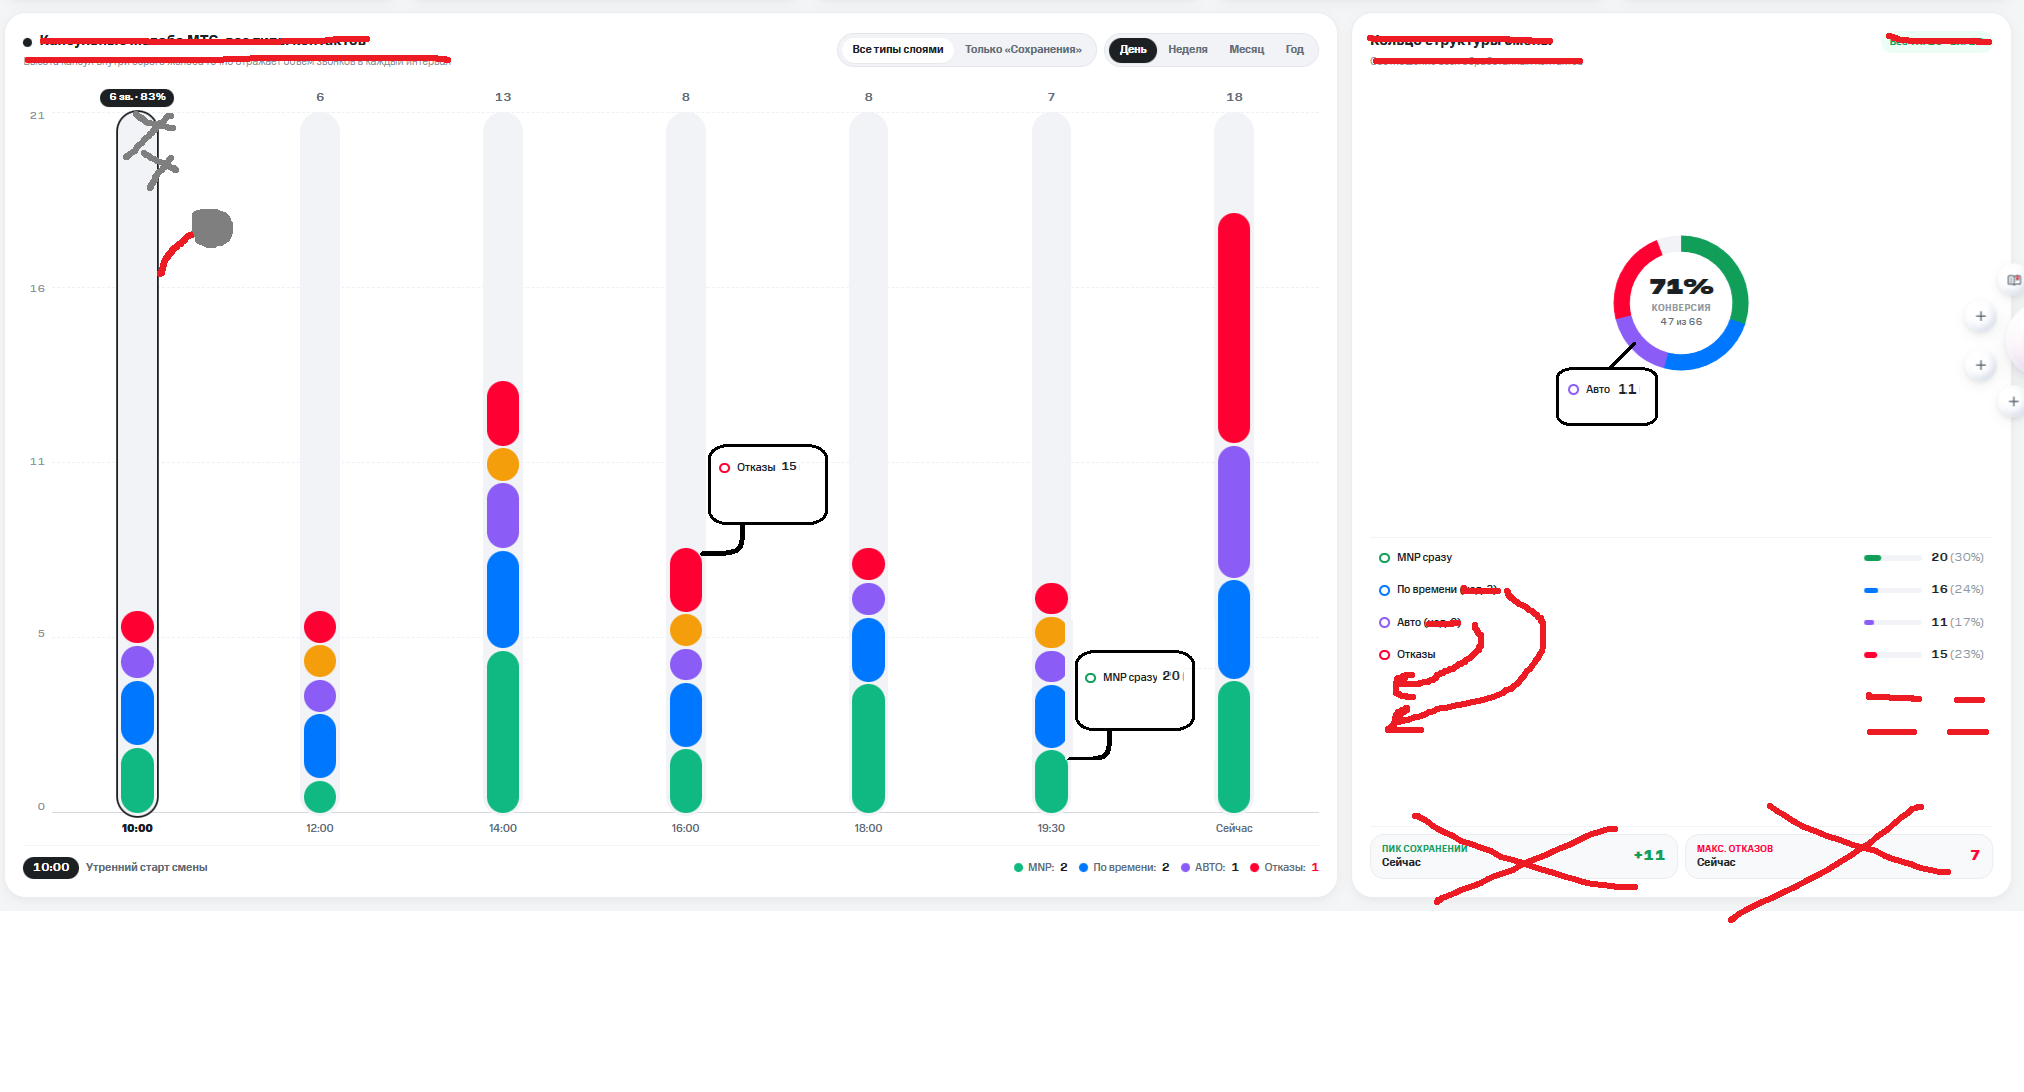 Все типы слоями Только «Сохранения» День Неделя Месяц Год
6 зв. · 83% 6 13 8 8 7 18
21
16
11
5
0
Отказы 15
MNP сразу 20
10:00 12:00 14:00 16:00 18:00 19:30 Сейчас
10:00 Утренний старт смены MNP: 2 По времени: 2 АВТО: 1 Отказы: 1
71%
КОНВЕРСИЯ
47 из 66
Авто 11
+
+
+
MNP сразу 20 (30%)
По времени 16 (24%)
Авто 11 (17%)
Отказы 15 (23%)
ПИК СОХРАНЕНИЙ
Сейчас
+11
МАКС. ОТКАЗОВ
Сейчас
7